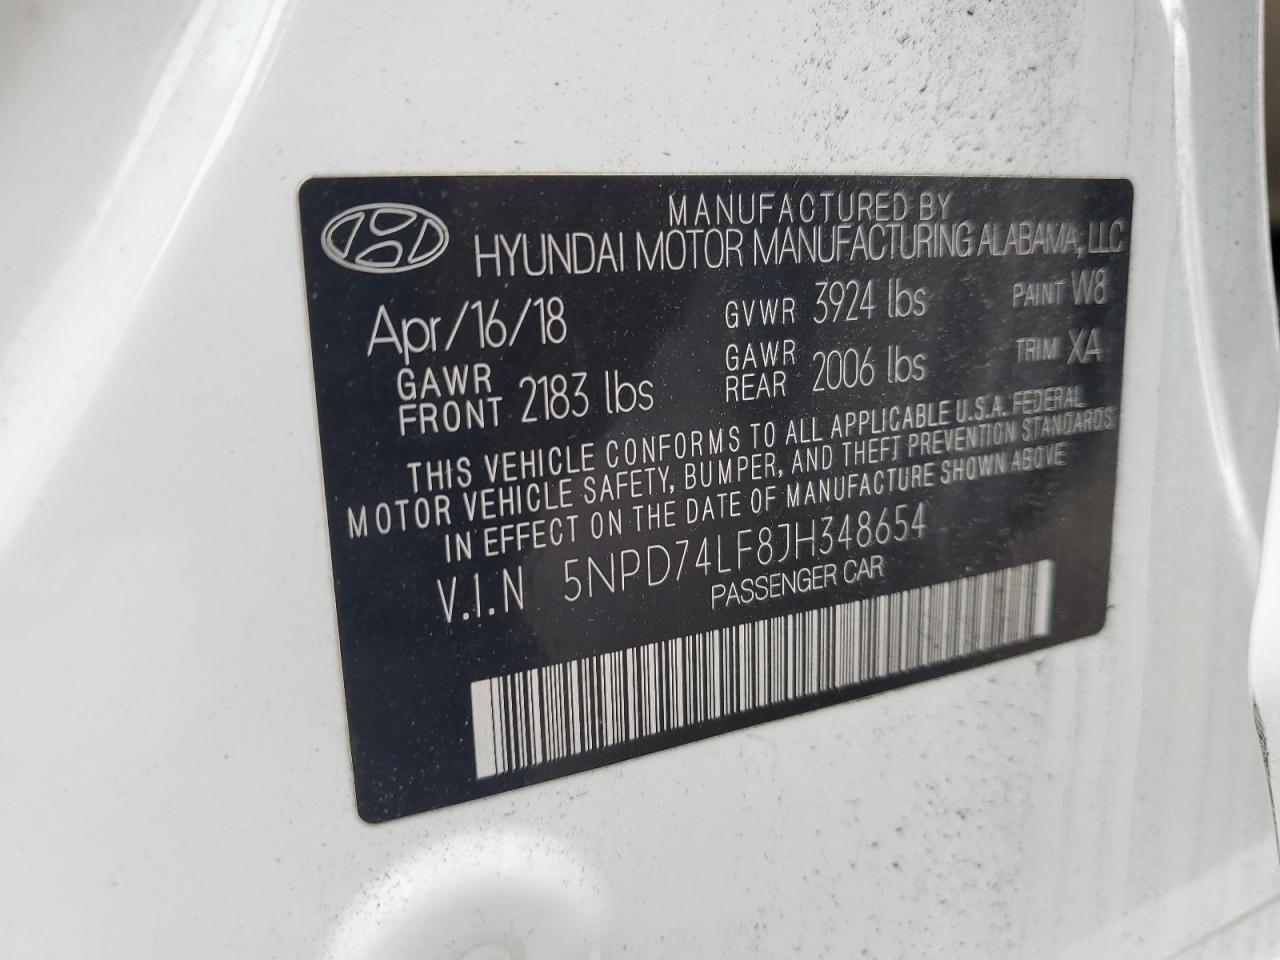 MANUFACTURED BY
HYUNDAI MOTOR MANUFACTURING ALABAMA, LLC
Apr/16/18 GVWR 3924 lbs PAINT W8
GAWR FRONT 2183 lbs GAWR REAR 2006 lbs TRIM XA
THIS VEHICLE CONFORMS TO ALL APPLICABLE U.S.A. FEDERAL
MOTOR VEHICLE SAFETY, BUMPER, AND THEFT PREVENTION STANDARDS
IN EFFECT ON THE DATE OF MANUFACTURE SHOWN ABOVE
V.I.N 5NPD74LF8JH348654
PASSENGER CAR